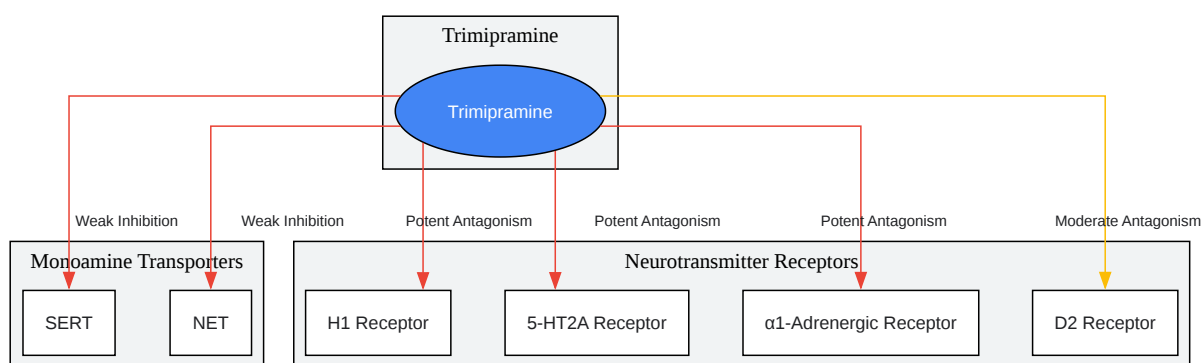 Trimipramine
Trimipramine
Weak Inhibition
Weak Inhibition
Potent Antagonism
Potent Antagonism
Potent Antagonism
Moderate Antagonism
Monoamine Transporters
Neurotransmitter Receptors
SERT
NET
H1 Receptor
5-HT2A Receptor
α1-Adrenergic Receptor
D2 Receptor